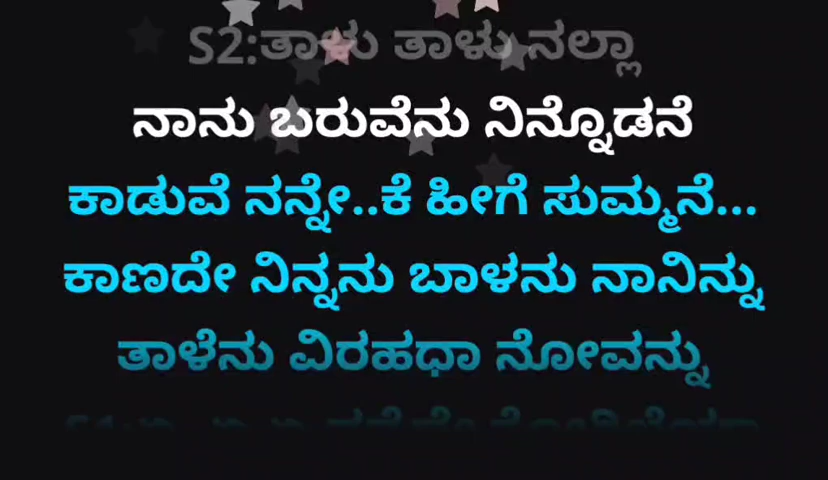 S2:ತಾಳು ತಾಳು ನಲ್ಲಾ
ನಾನು ಬರುವೆನು ನಿನ್ನೊಡನೆ
ಕಾಡುವೆ ನನ್ನೇ..ಕೆ ಹೀಗೆ ಸುಮ್ಮನೆ...
ಕಾಣದೇ ನಿನ್ನನು ಬಾಳನು ನಾನಿನ್ನು
ತಾಳೆನು ವಿರಹಧಾ ನೋವನ್ನು